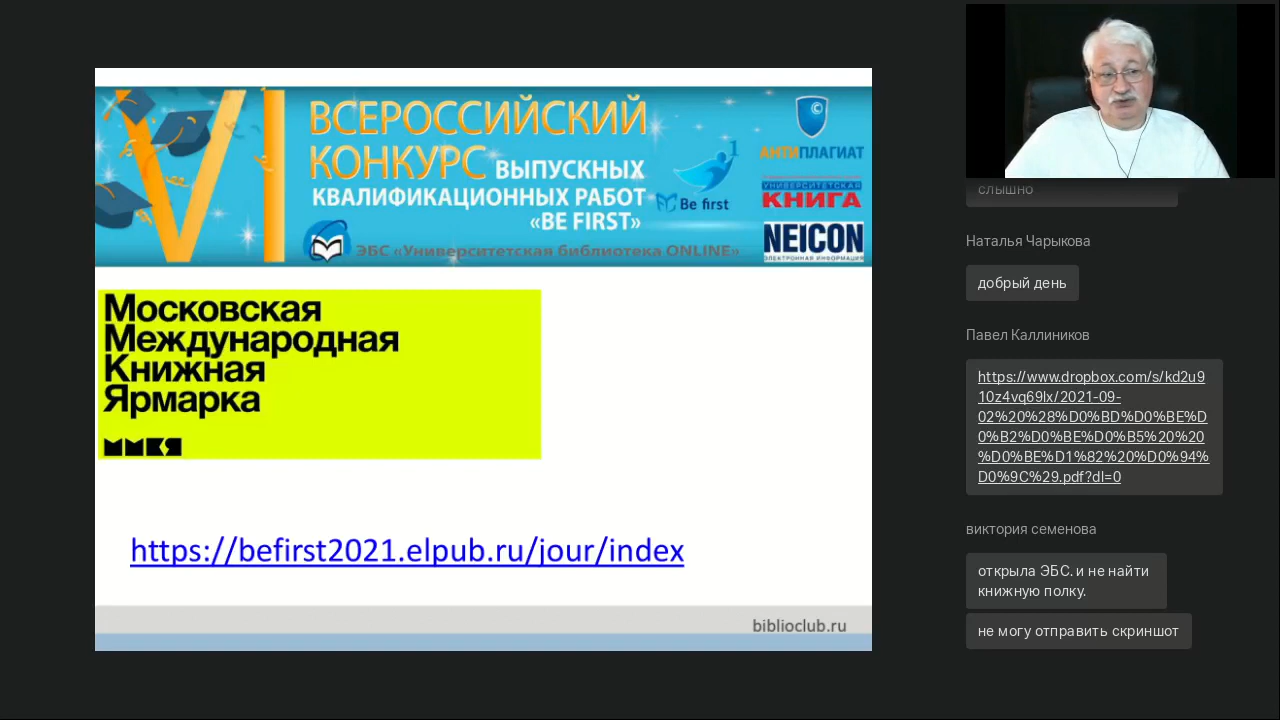 VI
ВСЕРОССИЙСКИЙ
КОНКУРС ВЫПУСКНЫХ
КВАЛИФИКАЦИОННЫХ РАБОТ
«BE FIRST»
ЭБС «Университетская библиотека ONLINE»
1
Be first
©
АНТИПЛАГИАТ
УНИВЕРСИТЕТСКАЯ
КНИГА
NEICON
ЭЛЕКТРОННАЯ ИНФОРМАЦИЯ
Московская
Международная
Книжная
Ярмарка
ММКЯ
https://befirst2021.elpub.ru/jour/index
biblioclub.ru
слышно
Наталья Чарыкова
добрый день
Павел Каллиников
https://www.dropbox.com/s/kd2u9
10z4vq69lx/2021-09-
02%20%28%D0%BD%D0%BE%D
0%B2%D0%BE%D0%B5%20%20
%D0%BE%D1%82%20%D0%94%
D0%9C%29.pdf?dl=0
виктория семенова
открыла ЭБС. и не найти
книжную полку.
не могу отправить скриншот